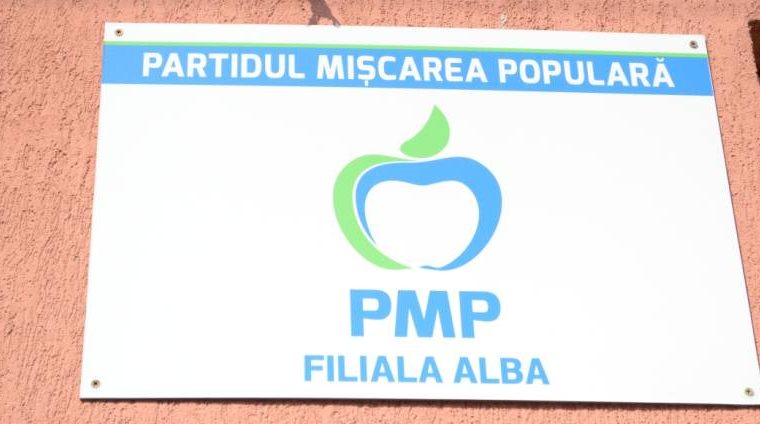 PARTIDUL MIȘCAREA POPULARĂ
PMP
FILIALA ALBA